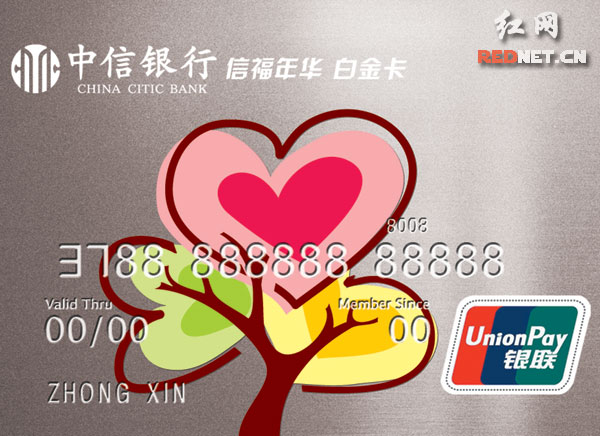 红网
REDNET.CN
中信银行 信福年华 白金卡
CHINA CITIC BANK
8008
3788 888888 88888
Valid Thru Member Since
00/00 00
UnionPay
银联
ZHONG XIN